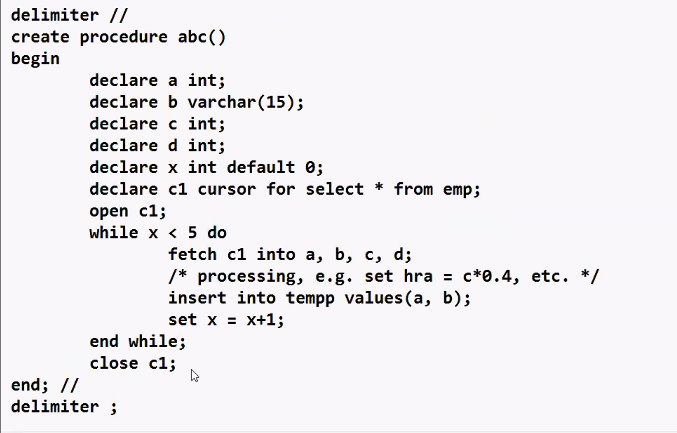 delimiter //
create procedure abc()
begin
declare a int;
declare b varchar(15);
declare c int;
declare d int;
declare x int default 0;
declare c1 cursor for select * from emp;
open c1;
while x < 5 do
fetch c1 into a, b, c, d;
/* processing, e.g. set hra = c*0.4, etc. */
insert into tempp values(a, b);
set x = x+1;
end while;
close c1;
end; //
delimiter ;